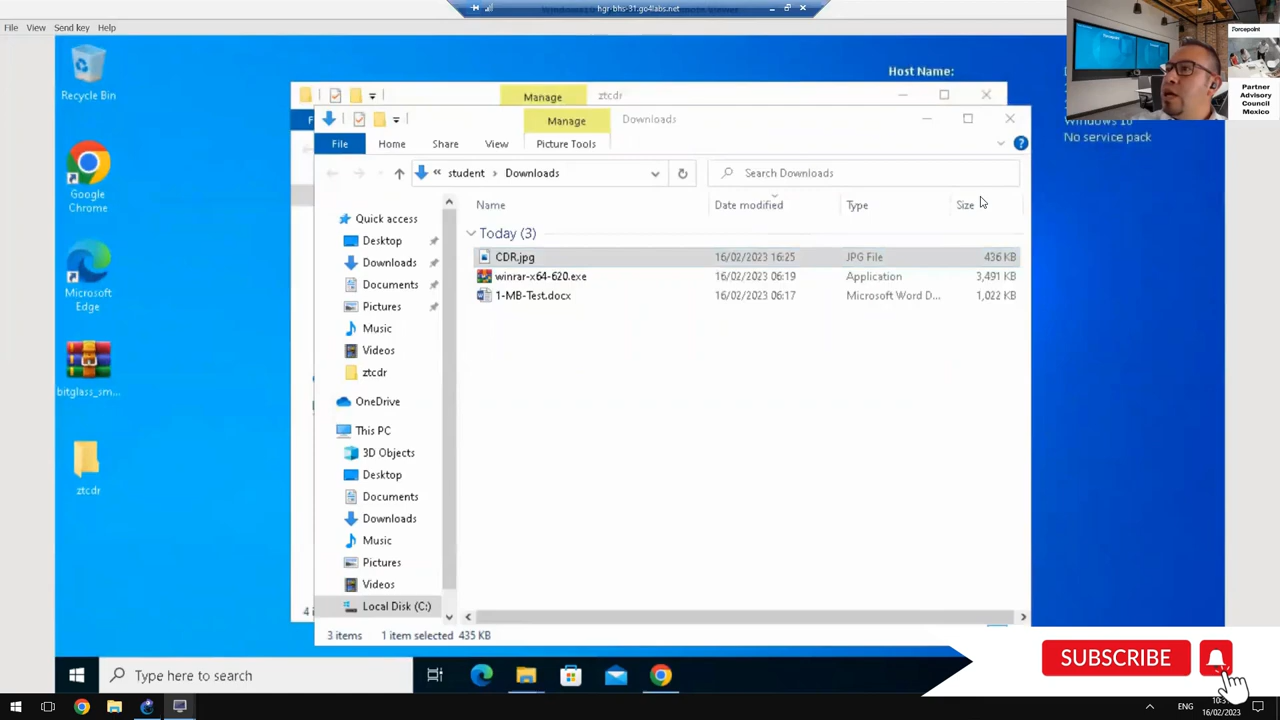 hgr-bhs-31.go4labs.net
File View Send key Help
Recycle Bin
Google Chrome
Microsoft Edge
bitglass_sm...
ztcdr
Host Name:
No service pack
Forcepoint
Partner
Advisory
Council
Mexico
Manage ztcdr
Manage Downloads
File Home Share View Picture Tools
« student > Downloads
Search Downloads
Name Date modified Type Size
Today (3)
CDR.jpg 16/02/2023 16:25 JPG File 436 KB
winrar-x64-620.exe 16/02/2023 06:19 Application 3,491 KB
1-MB-Test.docx 16/02/2023 06:17 Microsoft Word D... 1,022 KB
Quick access
Desktop
Downloads
Documents
Pictures
Music
Videos
ztcdr
OneDrive
This PC
3D Objects
Desktop
Documents
Downloads
Music
Pictures
Videos
Local Disk (C:)
3 items 1 item selected 435 KB
SUBSCRIBE
Type here to search
ENG
16/02/2023